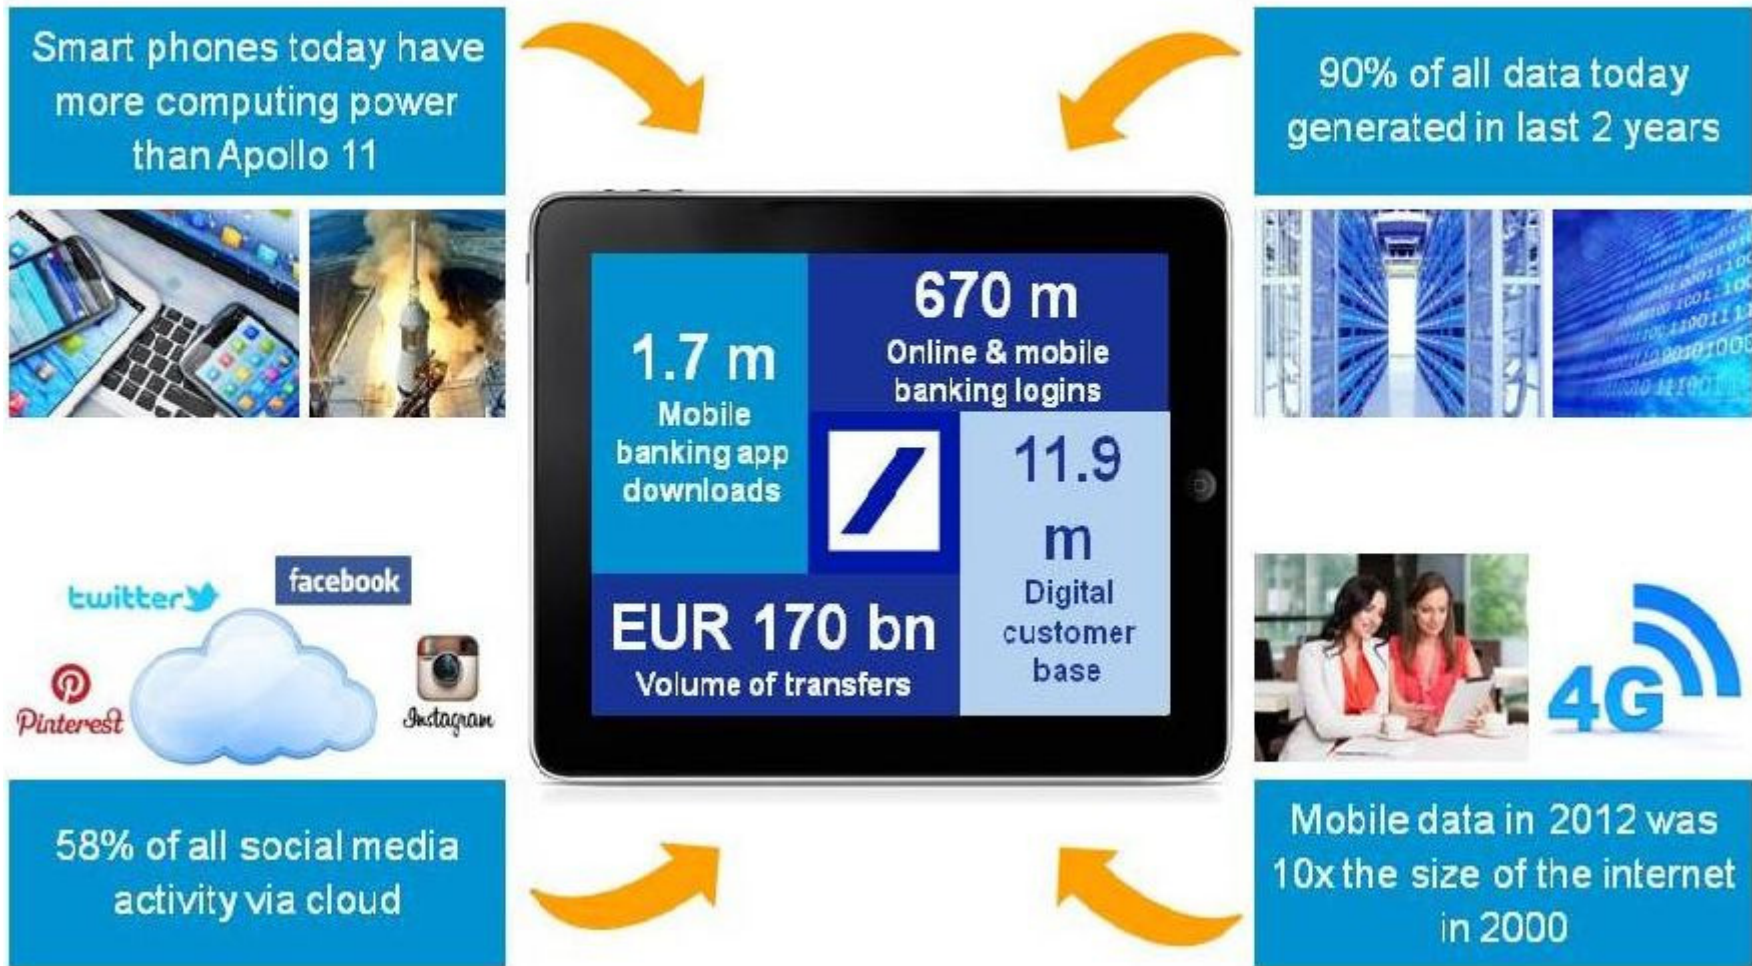 Smart phones today have
more computing power
than Apollo 11
90% of all data today
generated in last 2 years
1.7 m
Mobile
banking app
downloads
670 m
Online & mobile
banking logins
11.9
m
Digital
customer
base
EUR 170 bn
Volume of transfers
twitter
facebook
Pinterest
Instagram
4G
58% of all social media
activity via cloud
Mobile data in 2012 was
10x the size of the internet
in 2000